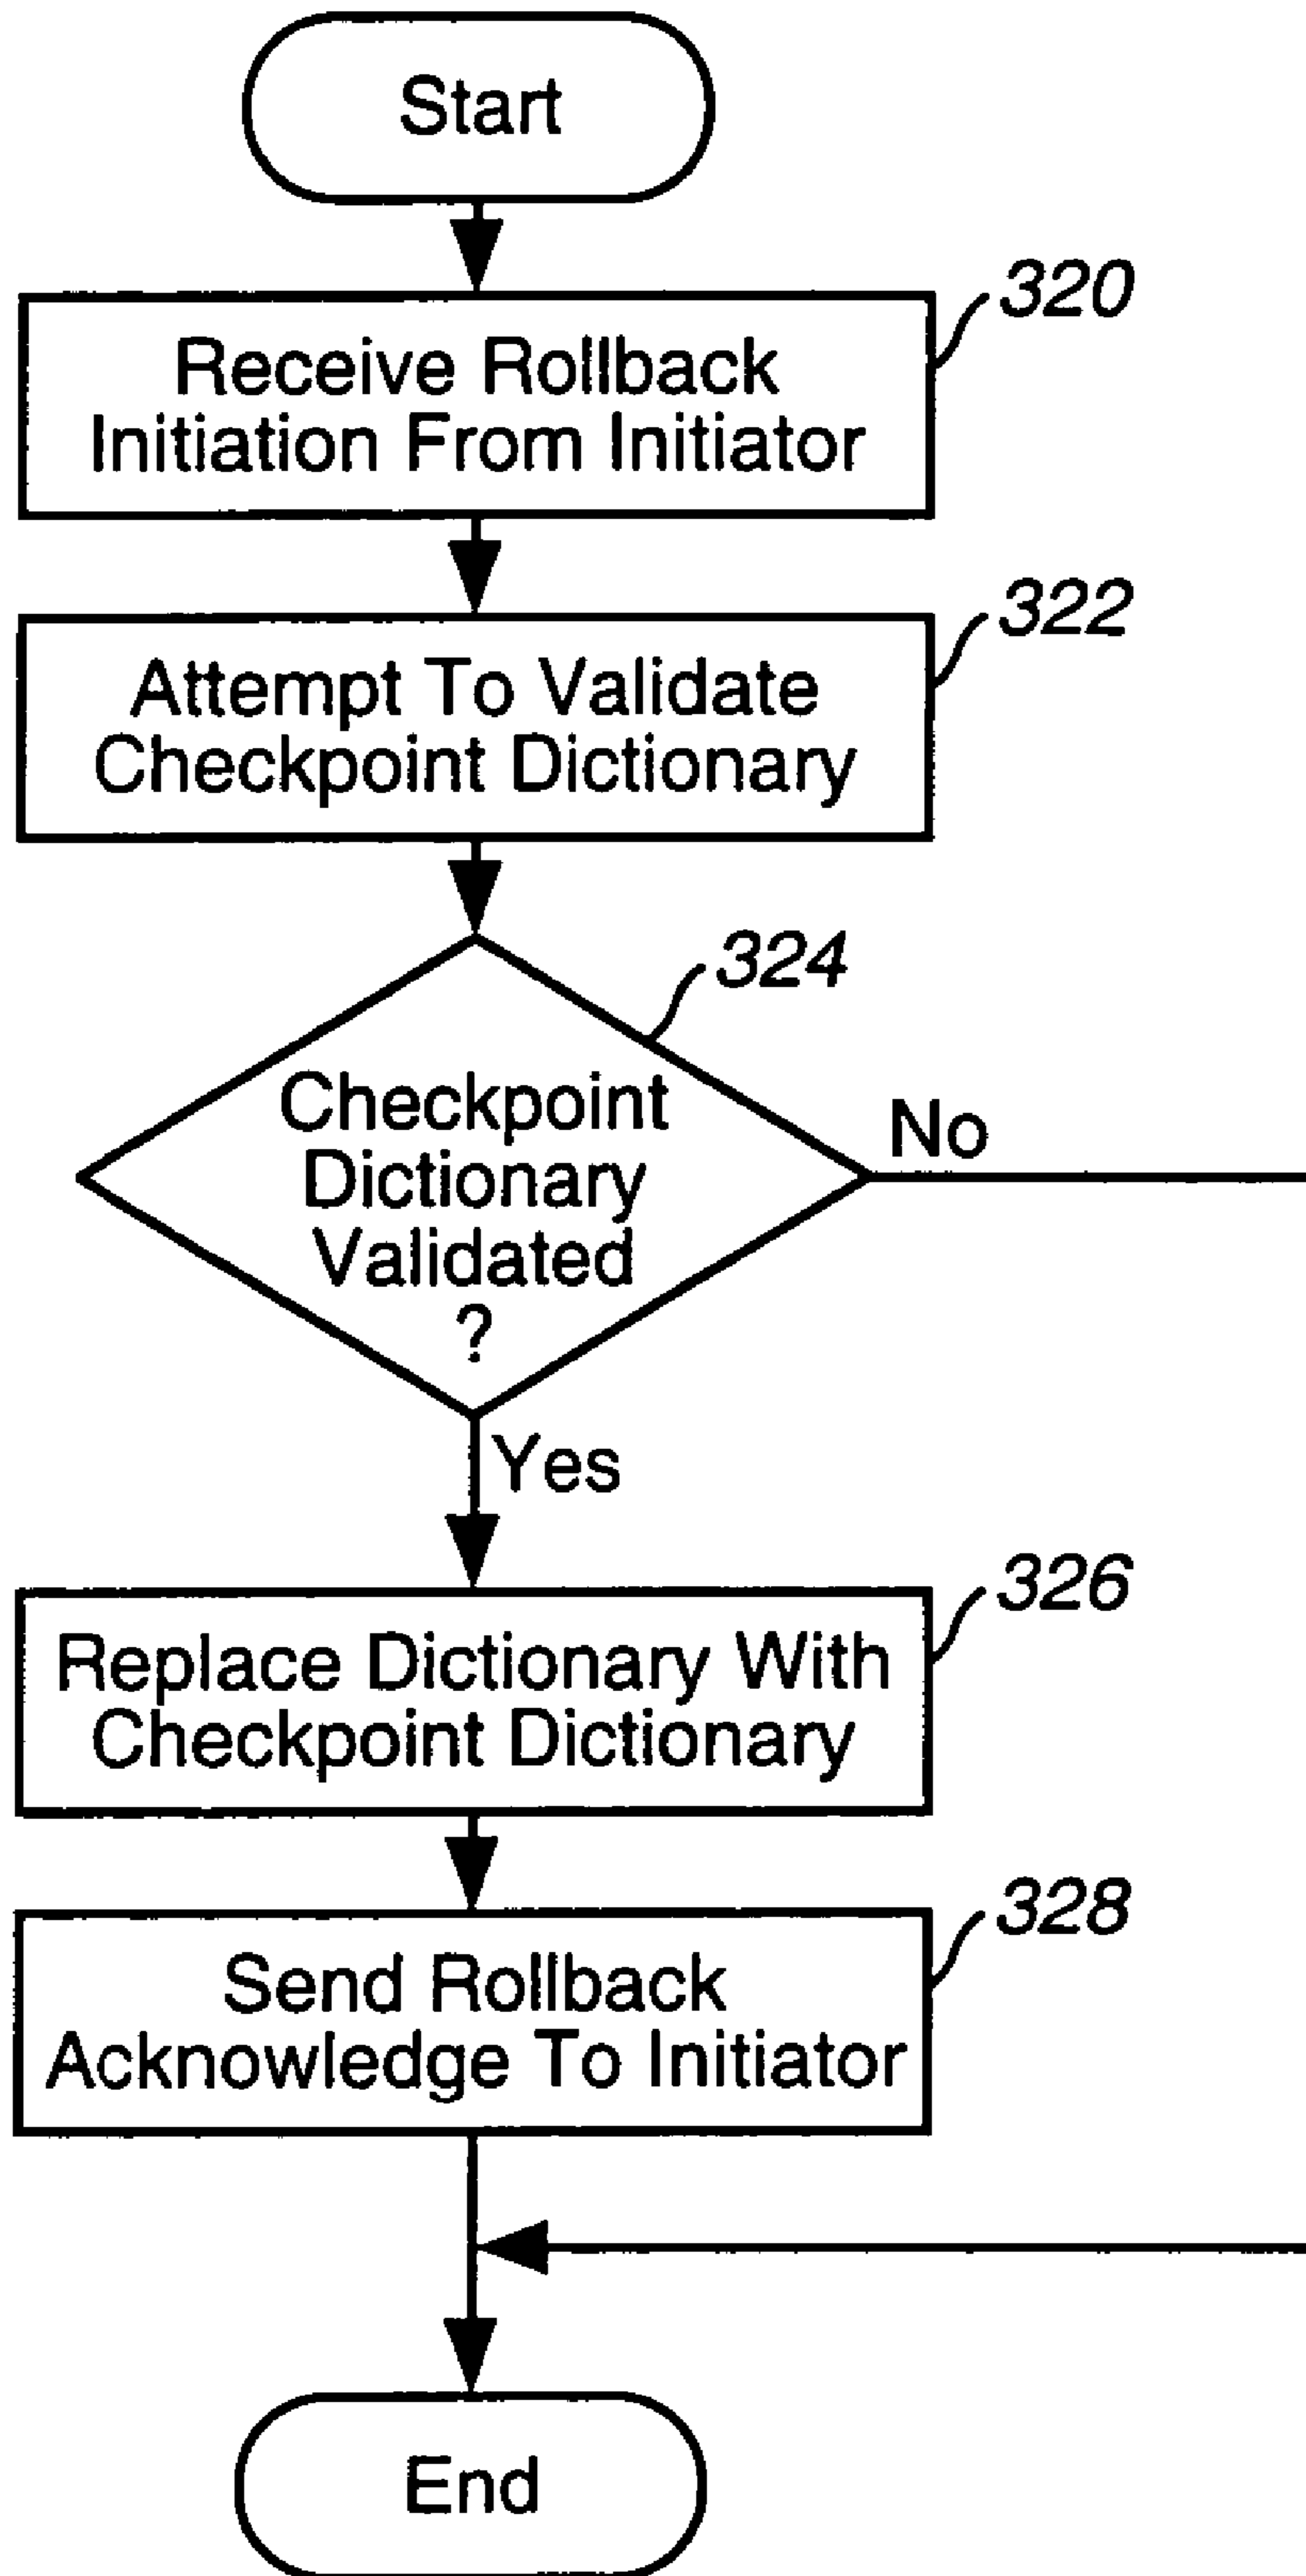 Start
320
Receive Rollback
Initiation From Initiator
322
Attempt To Validate
Checkpoint Dictionary
324
Checkpoint
Dictionary
Validated
?
No
Yes
326
Replace Dictionary With
Checkpoint Dictionary
328
Send Rollback
Acknowledge To Initiator
End